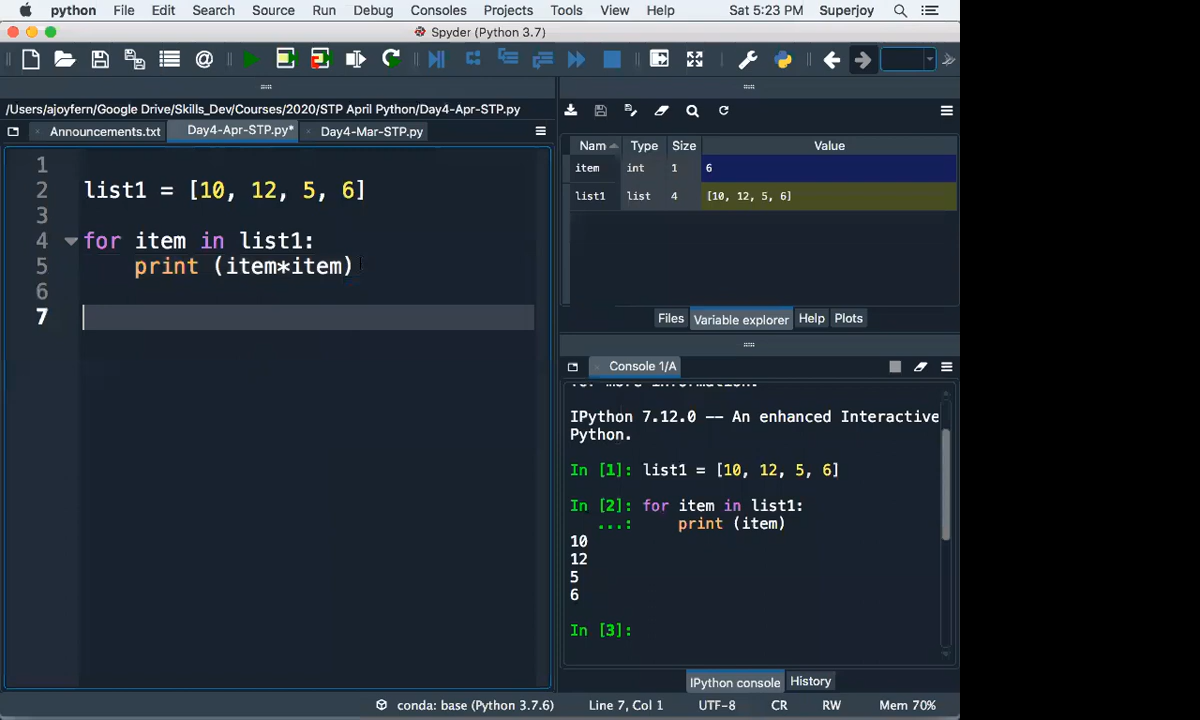 python File Edit Search Source Run Debug Consoles Projects Tools View Help Sat 5:23 PM Superjoy
Spyder (Python 3.7)
/Users/ajoyfern/Google Drive/Skills_Dev/Courses/2020/STP April Python/Day4-Apr-STP.py
Announcements.txt Day4-Apr-STP.py* Day4-Mar-STP.py
1
2 list1 = [10, 12, 5, 6]
3
4 for item in list1:
5 print (item*item)
6
7
Nam Type Size Value
item int 1 6
list1 list 4 [10, 12, 5, 6]
Files Variable explorer Help Plots
Console 1/A
for more information.
IPython 7.12.0 -- An enhanced Interactive
Python.
In [1]: list1 = [10, 12, 5, 6]
In [2]: for item in list1:
...: print (item)
10
12
5
6
In [3]:
IPython console History
conda: base (Python 3.7.6) Line 7, Col 1 UTF-8 CR RW Mem 70%